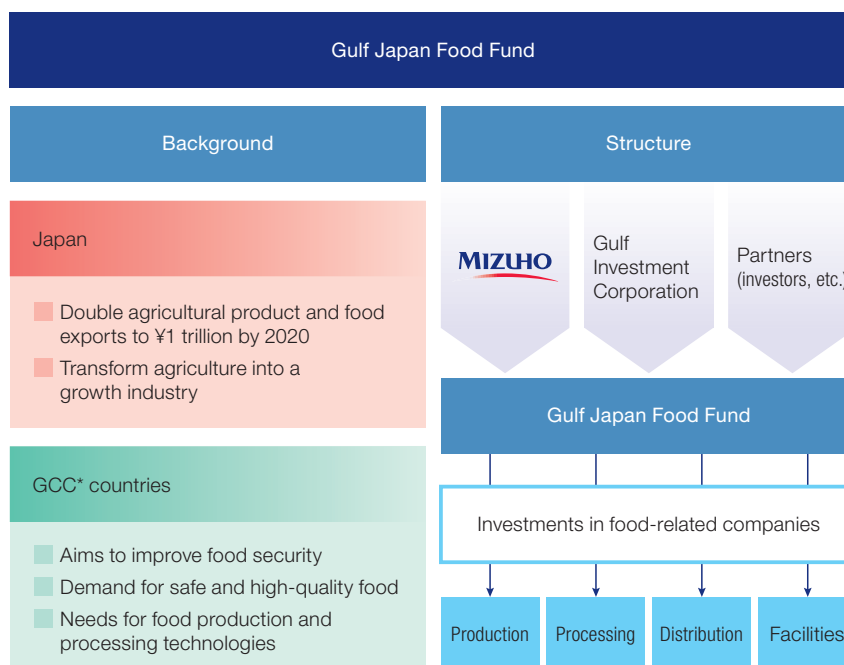 Gulf Japan Food Fund
Background
Japan
Double agricultural product and food
exports to ¥1 trillion by 2020
Transform agriculture into a
growth industry
GCC* countries
Aims to improve food security
Demand for safe and high-quality food
Needs for food production and
processing technologies
Structure
MIZUHO
Gulf
Investment
Corporation
Partners
(investors, etc.)
Gulf Japan Food Fund
Investments in food-related companies
Production
Processing
Distribution
Facilities